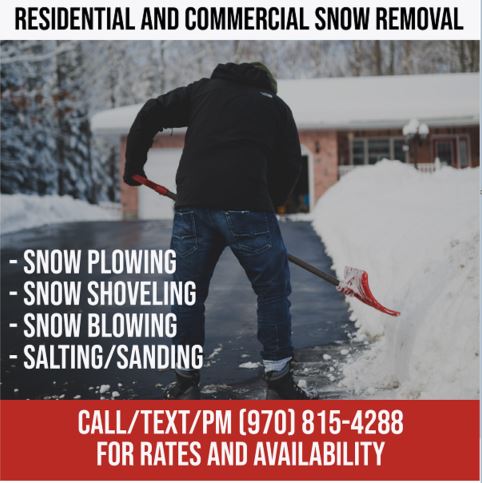 RESIDENTIAL AND COMMERCIAL SNOW REMOVAL
- SNOW PLOWING
- SNOW SHOVELING
- SNOW BLOWING
- SALTING/SANDING
CALL/TEXT/PM (970) 815-4288
FOR RATES AND AVAILABILITY